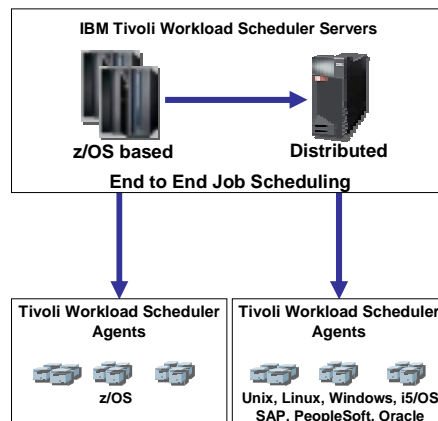 IBM Tivoli Workload Scheduler Servers
z/OS based
Distributed
End to End Job Scheduling
Tivoli Workload Scheduler
Agents
z/OS
Tivoli Workload Scheduler
Agents
Unix, Linux, Windows, i5/OS
SAP, PeopleSoft, Oracle